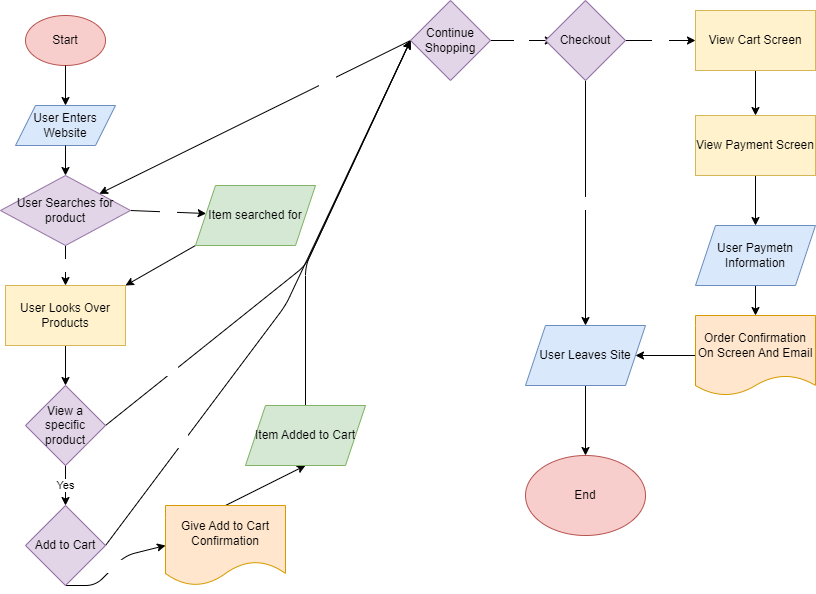 Start
Continue
Shopping
Checkout
View Cart Screen
User Enters
Website
View Payment Screen
User Searches for
product
Item searched for
User Paymetn
Information
User Looks Over
Products
Order Confirmation
On Screen And Email
User Leaves Site
View a
specific
product
Item Added to Cart
Yes
Give Add to Cart
Confirmation
Add to Cart
End